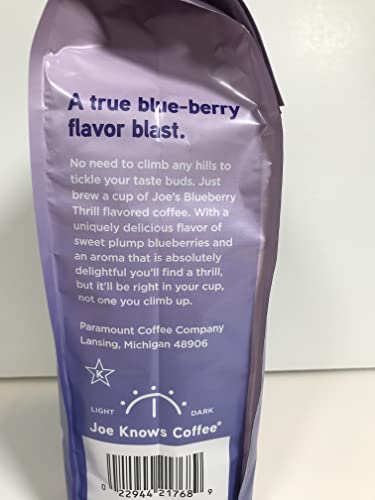 A true blue-berry
flavor blast.
No need to climb any hills to
tickle your taste buds. Just
brew a cup of Joe's Blueberry
Thrill flavored coffee. With a
uniquely delicious flavor of
sweet plump blueberries and
an aroma that is absolutely
delightful you'll find a thrill,
but it'll be right in your cup,
not one you climb up.
Paramount Coffee Company
Lansing, Michigan 48906
K
LIGHT DARK
Joe Knows Coffee®
0 22944 21768 9